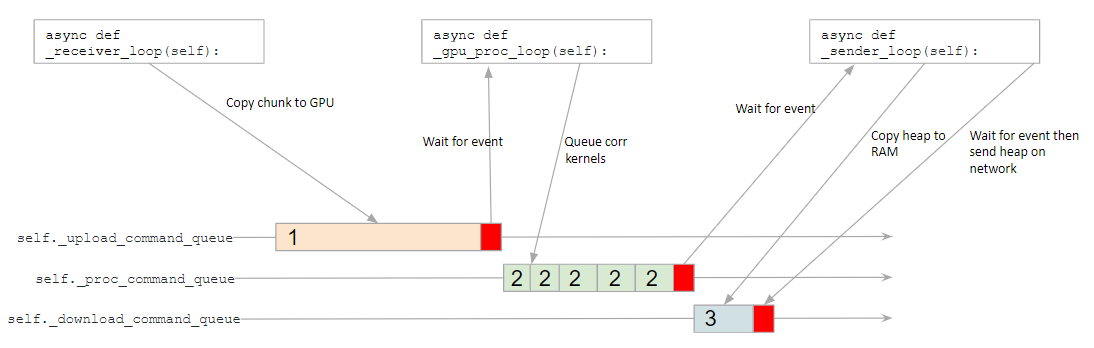 async def
_receiver_loop(self):
async def
_gpu_proc_loop(self):
async def
_sender_loop(self):
Copy chunk to GPU
Wait for event
Queue corr
kernels
Wait for event
Copy heap to
RAM
Wait for event then
send heap on
network
self._upload_command_queue
1
self._proc_command_queue
2 2 2 2 2
self._download_command_queue
3